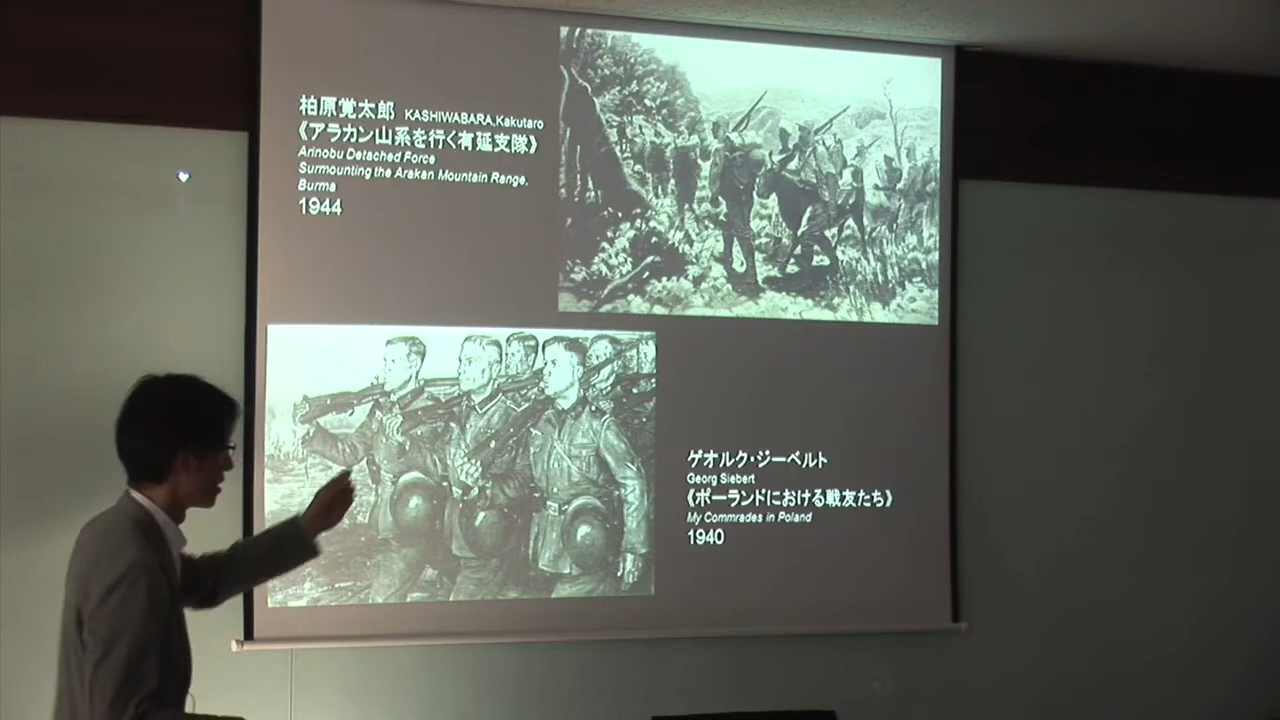 柏原覚太郎 KASHIWABARA,Kakutaro
《アラカン山系を行く有延支隊》
Arinobu Detached Force
Surmounting the Arakan Mountain Range,
Burma
1944
ゲオルク・ジーベルト
Georg Siebert
《ポーランドにおける戦友たち》
My Commrades in Poland
1940